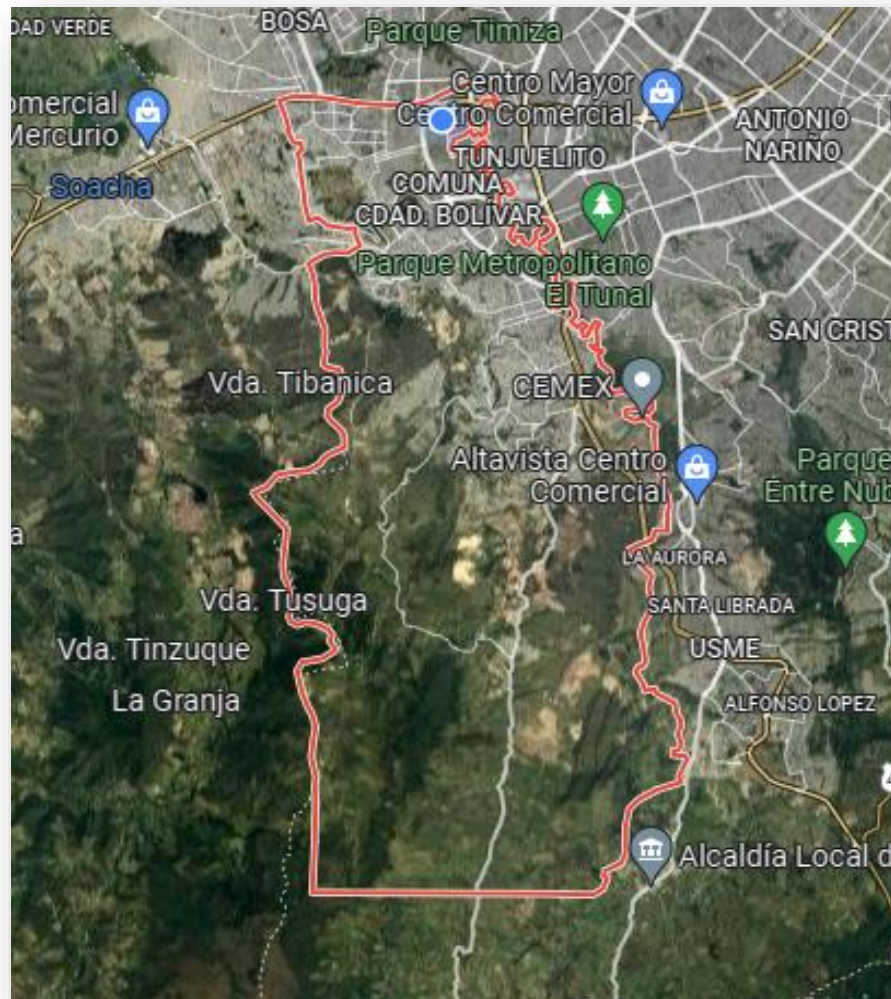 DAD VERDE
BOSA
Parque Timiza
omercial
Mercurio
Centro Mayor
Centro Comercial
ANTONIO
NARIÑO
Soacha
TUNJUELITO
COMUNA
CDAD. BOLÍVAR
Parque Metropolitano
El Tunal
SAN CRIST
Vda. Tibanica
CEMEX
Altavista Centro
Comercial
Parque
Entre Nub
a
LA AURORA
Vda. Tusuga
SANTA LIBRADA
Vda. Tinzuque
USME
La Granja
ALFONSO LOPEZ
Alcaldía Local d